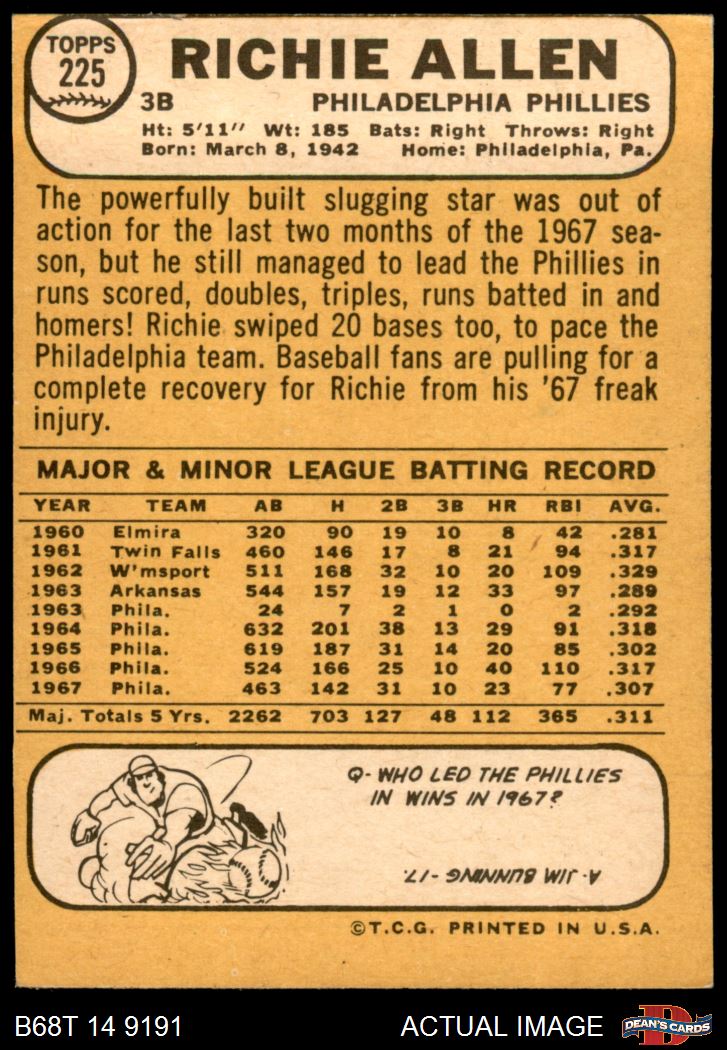 TOPPS
225
RICHIE ALLEN
3B PHILADELPHIA PHILLIES
Ht: 5'11" Wt: 185 Bats: Right Throws: Right
Born: March 8, 1942 Home: Philadelphia, Pa.
The powerfully built slugging star was out of
action for the last two months of the 1967 sea-
son, but he still managed to lead the Phillies in
runs scored, doubles, triples, runs batted in and
homers! Richie swiped 20 bases too, to pace the
Philadelphia team. Baseball fans are pulling for a
complete recovery for Richie from his '67 freak
injury.
MAJOR & MINOR LEAGUE BATTING RECORD
YEAR TEAM AB H 2B 3B HR RBI AVG.
1960 Elmira 320 90 19 10 8 42 .281
1961 Twin Falls 460 146 17 8 21 94 .317
1962 W'msport 511 168 32 10 20 109 .329
1963 Arkansas 544 157 19 12 33 97 .289
1963 Phila. 24 7 2 1 0 2 .292
1964 Phila. 632 201 38 13 29 91 .318
1965 Phila. 619 187 31 14 20 85 .302
1966 Phila. 524 166 25 10 40 110 .317
1967 Phila. 463 142 31 10 23 77 .307
Maj. Totals 5 Yrs. 2262 703 127 48 112 365 .311
Q- WHO LED THE PHILLIES
IN WINS IN 1967?
A- JIM BUNNING - 17.
©T.C.G. PRINTED IN U.S.A.
B68T 14 9191 ACTUAL IMAGE D DEAN'S CARDS